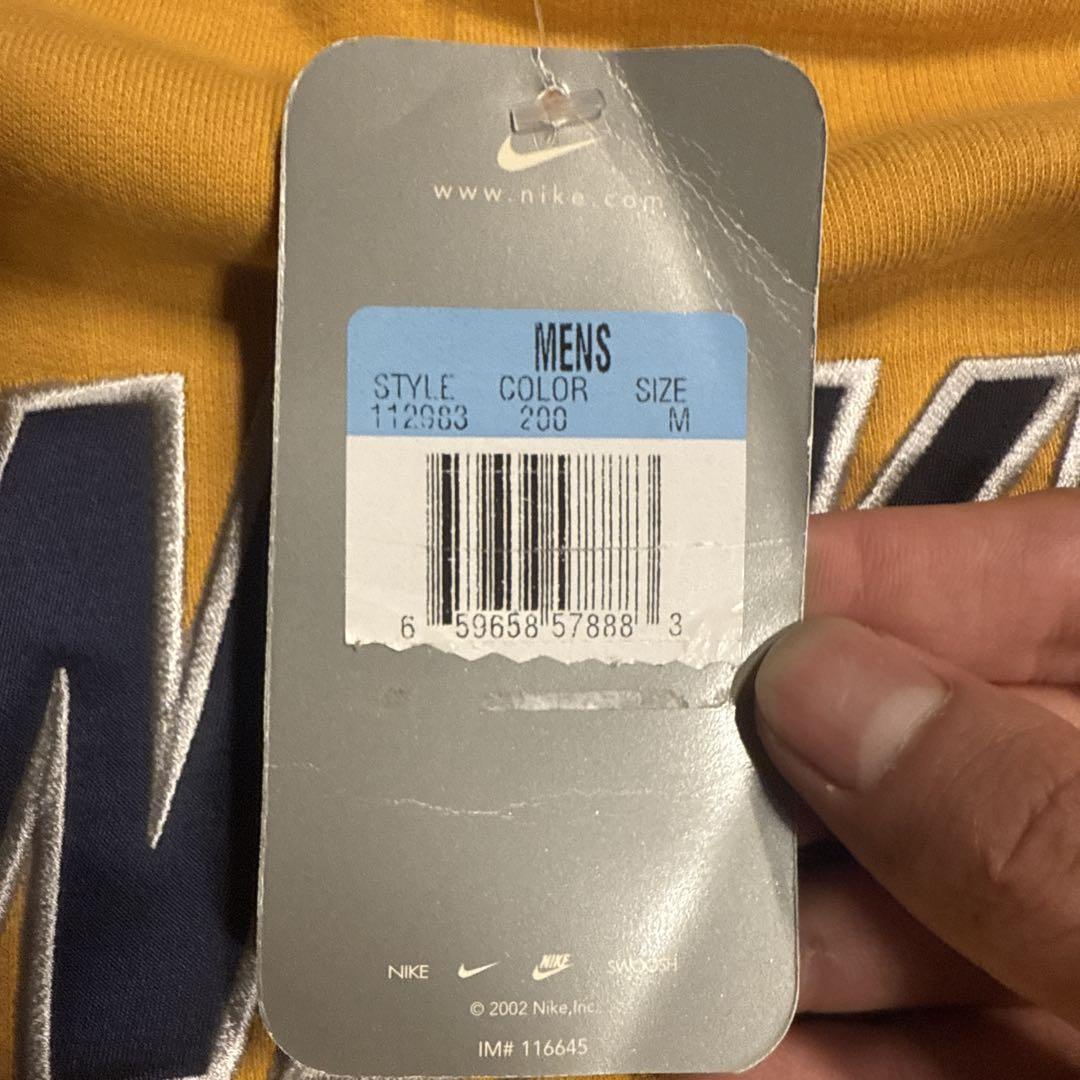 www.nike.com
MENS
STYLE COLOR SIZE
112983 200 M
6 59658 57888 3
NIKE NIKE SWOOSH
© 2002 Nike,Inc.
IM# 116645